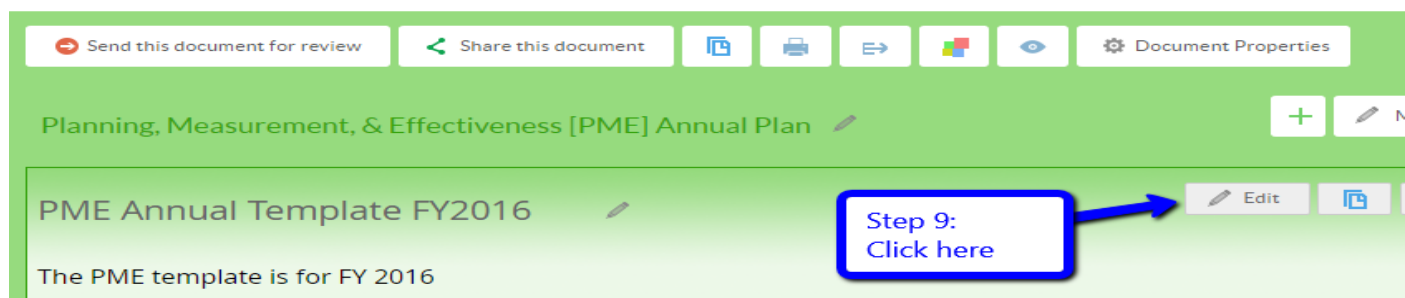 Send this document for review Share this document Document Properties
Planning, Measurement, & Effectiveness [PME] Annual Plan
PME Annual Template FY2016 Edit
Step 9:
Click here
The PME template is for FY 2016